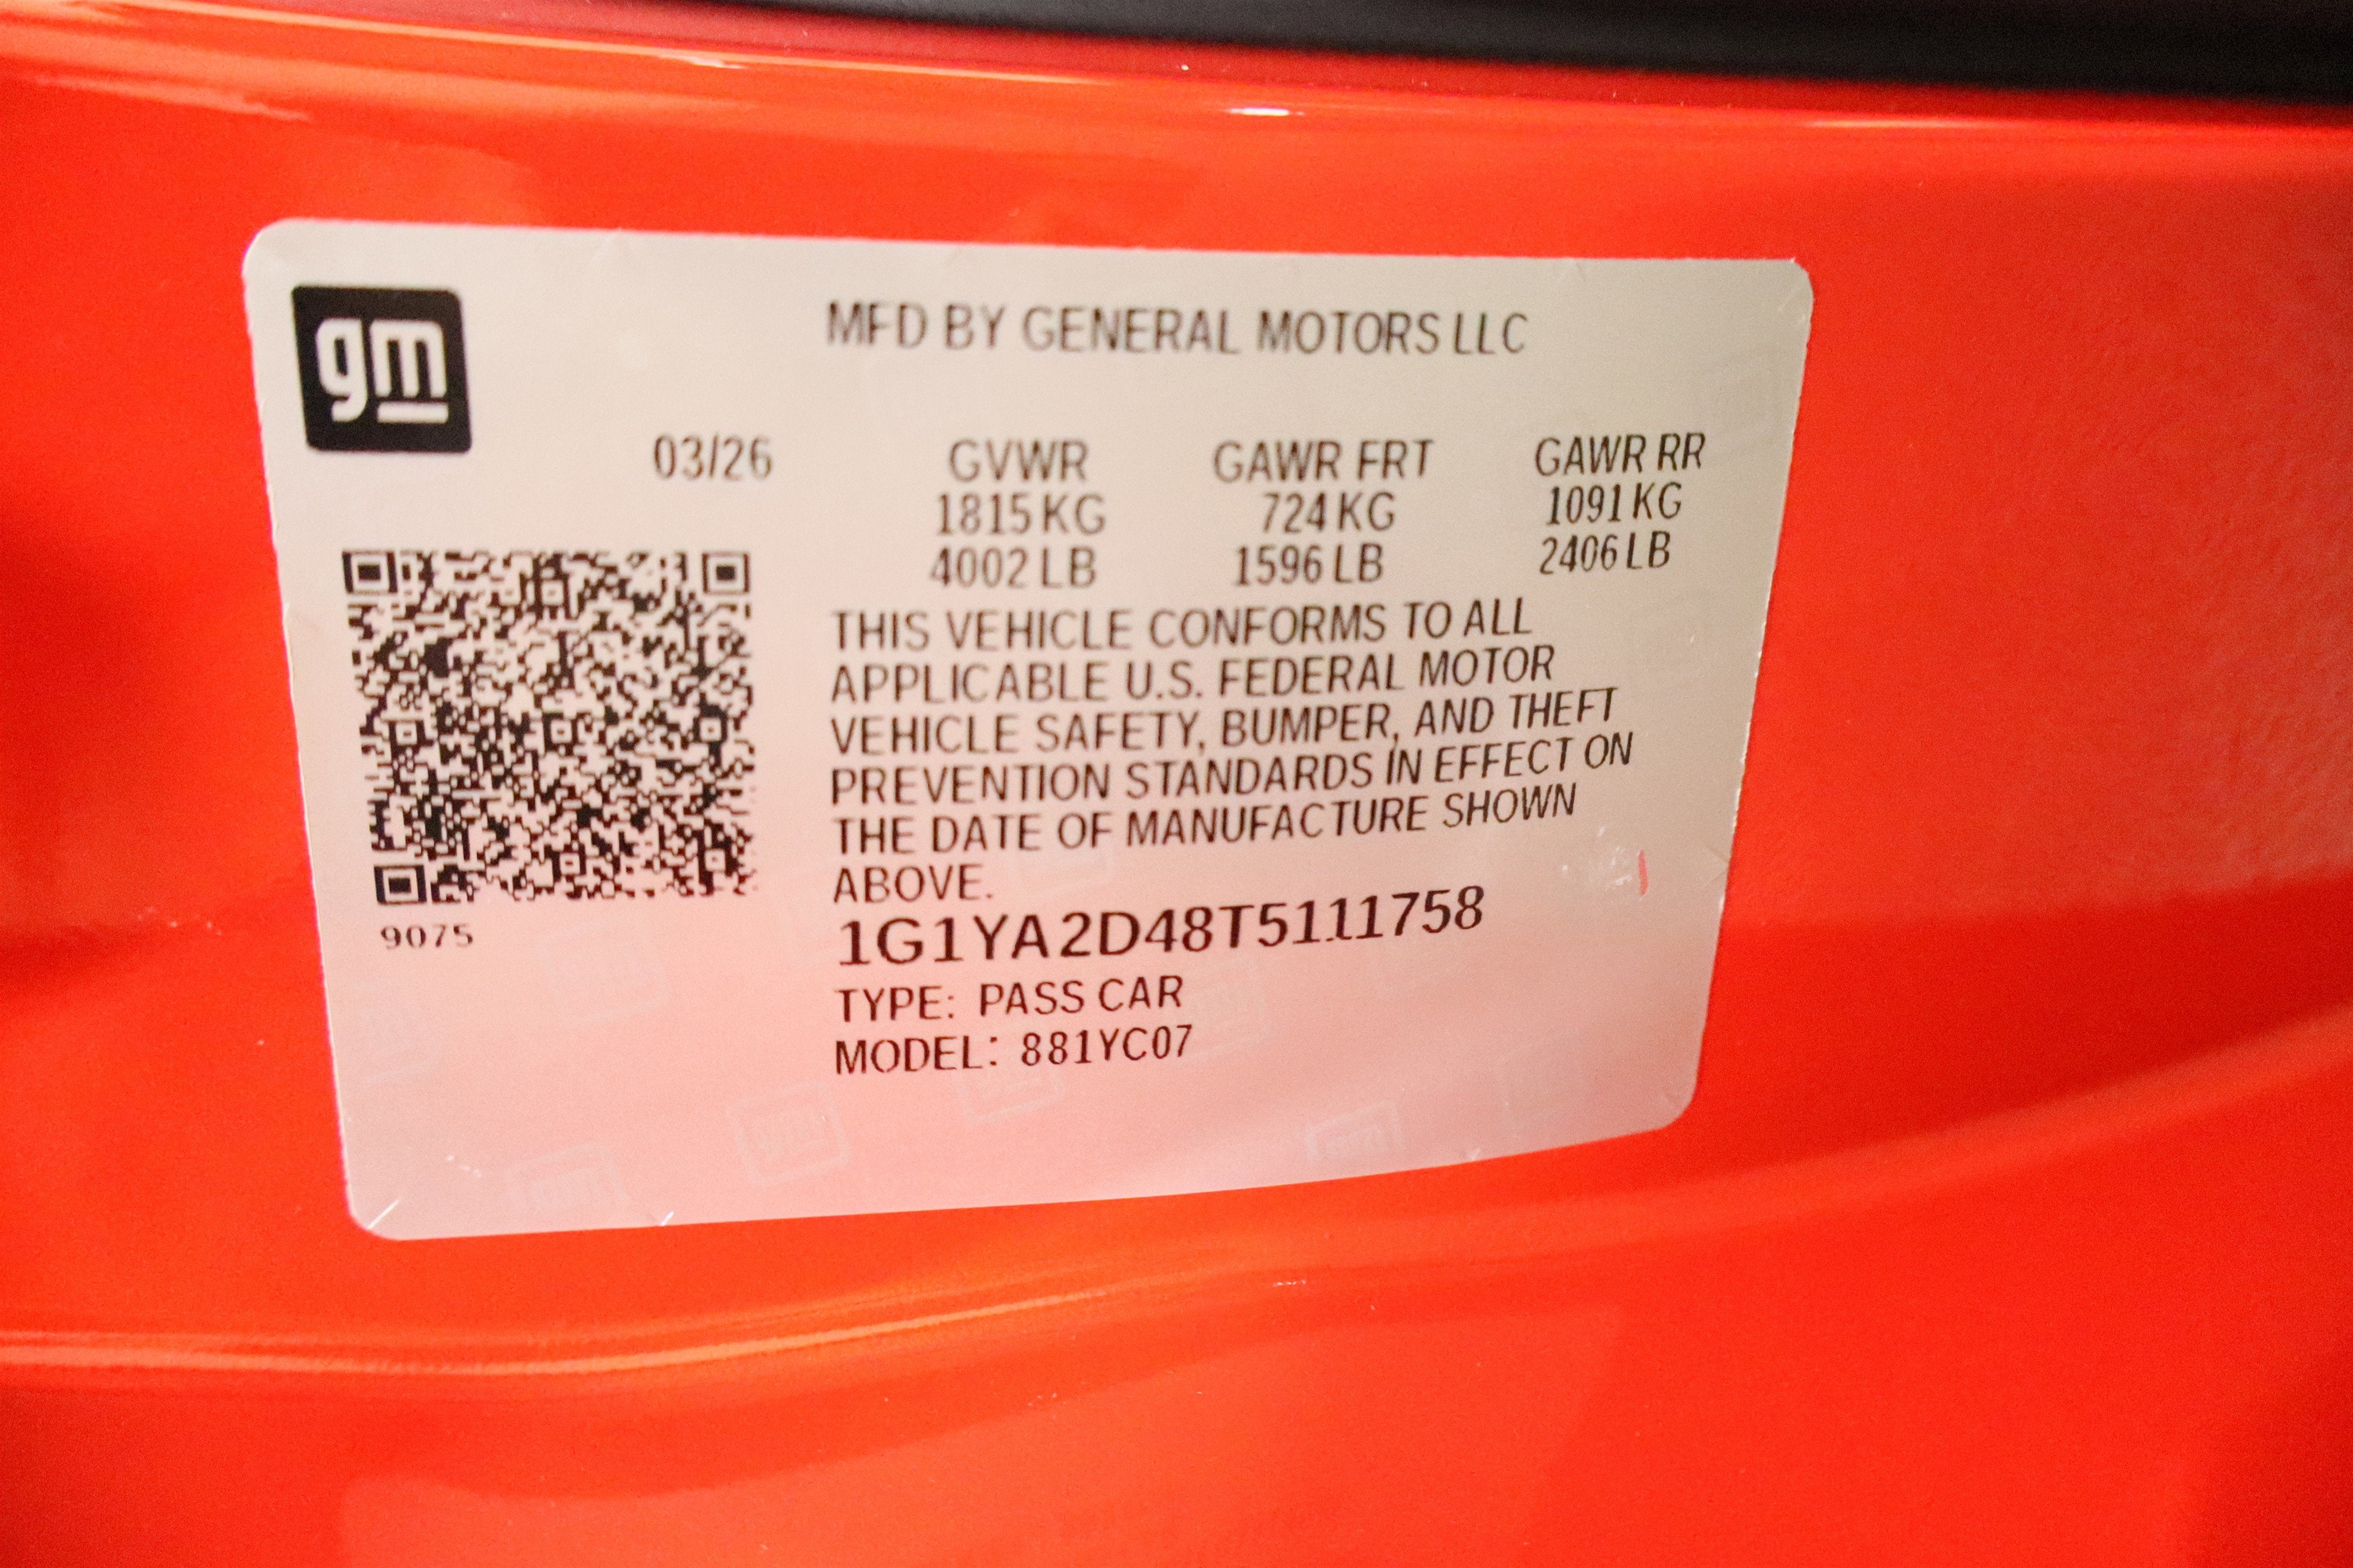 gm
MFD BY GENERAL MOTORS LLC
03/26 GVWR GAWR FRT GAWR RR
1815 KG 724 KG 1091 KG
4002 LB 1596 LB 2406 LB
THIS VEHICLE CONFORMS TO ALL
APPLICABLE U.S. FEDERAL MOTOR
VEHICLE SAFETY, BUMPER, AND THEFT
PREVENTION STANDARDS IN EFFECT ON
THE DATE OF MANUFACTURE SHOWN
ABOVE.
9075
1G1YA2D48T5111758
TYPE: PASS CAR
MODEL: 881YC07